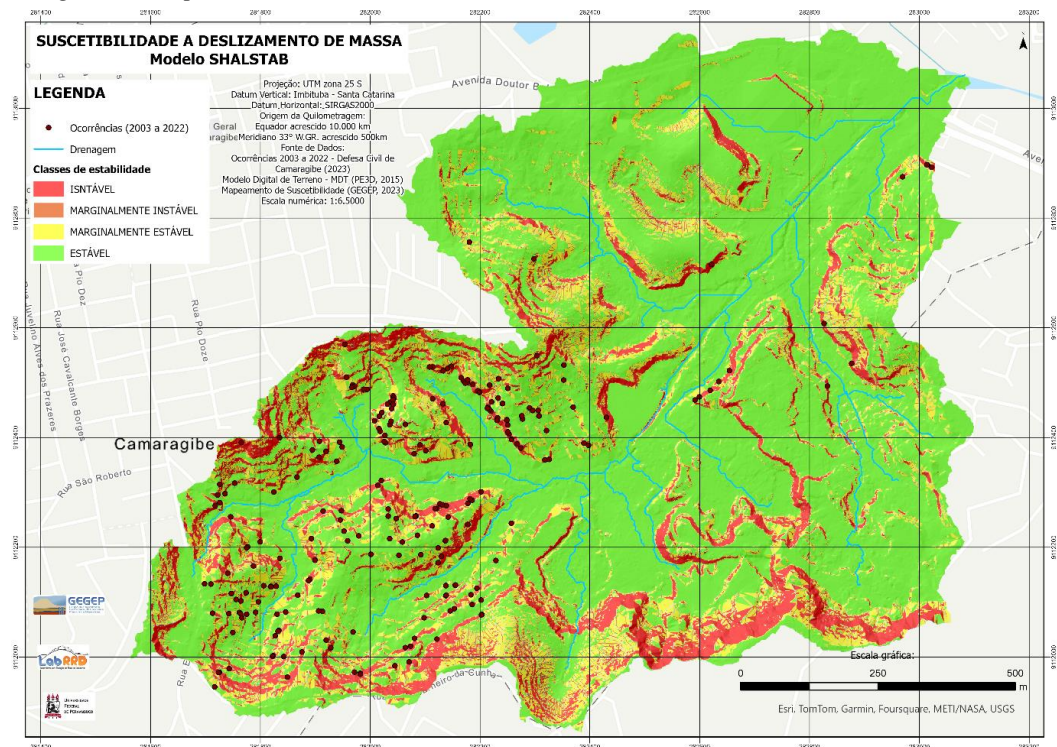 SUSCETIBILIDADE A DESLIZAMENTO DE MASSA
Modelo SHALSTAB
LEGENDA
Ocorrências (2003 a 2022)
Drenagem
Classes de estabilidade
ISNTÁVEL
MARGINALMENTE INSTÁVEL
MARGINALMENTE ESTÁVEL
ESTÁVEL
Projeção: UTM zona 25 S
Datum Vertical: Imbituba - Santa Catarina
Datum Horizontal: SIRGAS2000
Origem da Quilometragem:
Equador acrescido 10.000 km
Meridiano 33° W.GR. acrescido 500km
Fonte de Dados:
Ocorrências 2003 a 2022 - Defesa Civil de
Camaragibe (2023)
Modelo Digital de Terreno - MDT (PE3D, 2015)
Mapeamento de Suscetibilidade (GEGEP, 2023)
Escala numérica: 1:6.5000
Avenida Doutor B
Geral
Rua Pio Doze
Rua José Cavalcante Borges
Camaragibe
Rua São Roberto
GEGEP
LabRRD
Escala gráfica:
0 250 500
m
Esri, TomTom, Garmin, Foursquare, METI/NASA, USGS